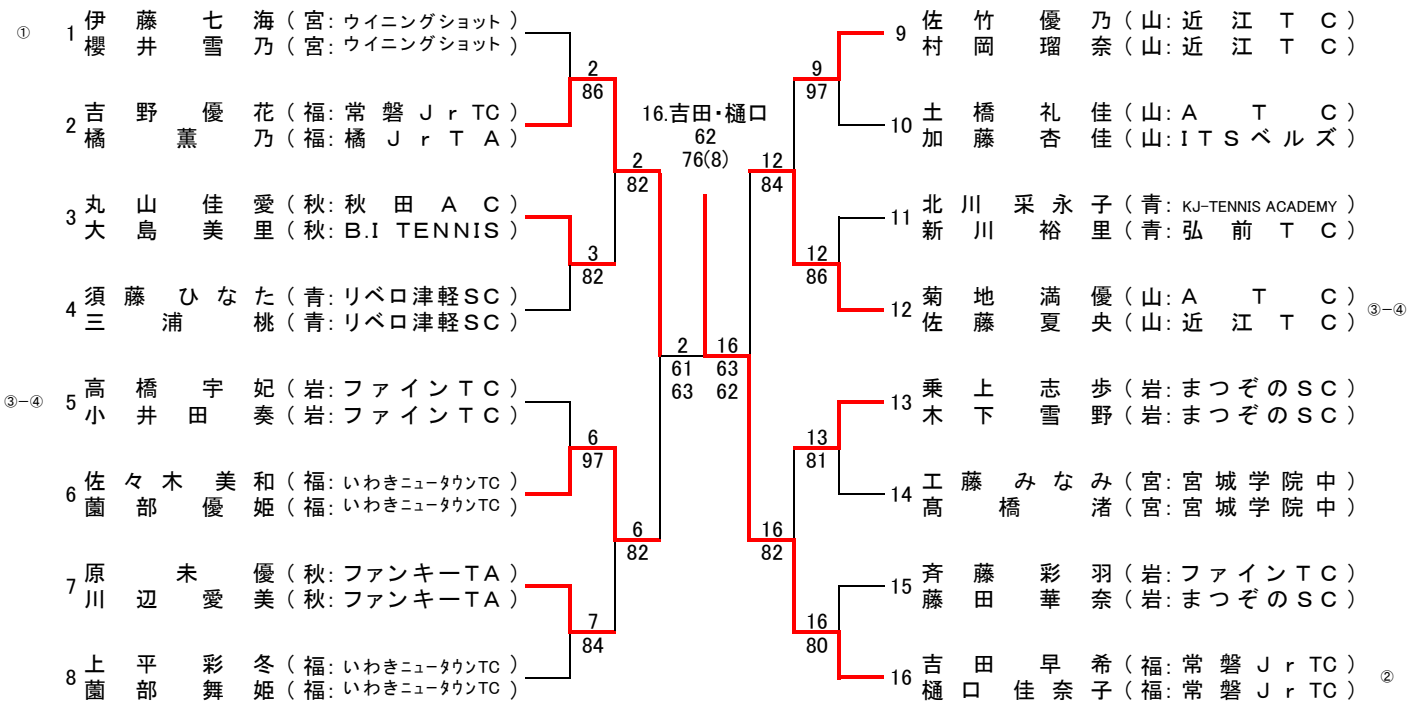 ① 1 伊藤七海（宮：ウイニングショット）
櫻井雪乃（宮：ウイニングショット）
2 吉野優花（福：常磐ＪｒTC）
橘薫乃（福：橘ＪｒＴＡ）
3 丸山佳愛（秋：秋田ＡＣ）
大島美里（秋：B.I TENNIS）
4 須藤ひなた（青：リベロ津軽SC）
三浦桃（青：リベロ津軽SC）
③-④ 5 高橋宇妃（岩：ファインＴＣ）
小井田奏（岩：ファインＴＣ）
6 佐々木美和（福：いわきニュータウンTC）
薗部優姫（福：いわきニュータウンTC）
7 原未優（秋：ファンキーTA）
川辺愛美（秋：ファンキーTA）
8 上平彩冬（福：いわきニュータウンTC）
薗部舞姫（福：いわきニュータウンTC）
2
86
3
82
6
97
7
84
2
82
6
82
2
61
63
16.吉田・樋口
62
76(8)
16
63
62
12
84
16
82
9
97
12
86
13
81
16
80
9 佐竹優乃（山：近江ＴＣ）
村岡瑠奈（山：近江ＴＣ）
10 土橋礼佳（山：ＡＴＣ）
加藤杏佳（山：ＩＴＳベルズ）
11 北川采永子（青：KJ-TENNIS ACADEMY）
新川裕里（青：弘前ＴＣ）
12 菊地満優（山：ＡＴＣ） ③-④
佐藤夏央（山：近江ＴＣ）
13 乗上志歩（岩：まつぞのＳＣ）
木下雪野（岩：まつぞのＳＣ）
14 工藤みなみ（宮：宮城学院中）
髙橋渚（宮：宮城学院中）
15 斉藤彩羽（岩：ファインＴＣ）
藤田華奈（岩：まつぞのＳＣ）
16 吉田早希（福：常磐ＪｒTC） ②
樋口佳奈子（福：常磐ＪｒTC）